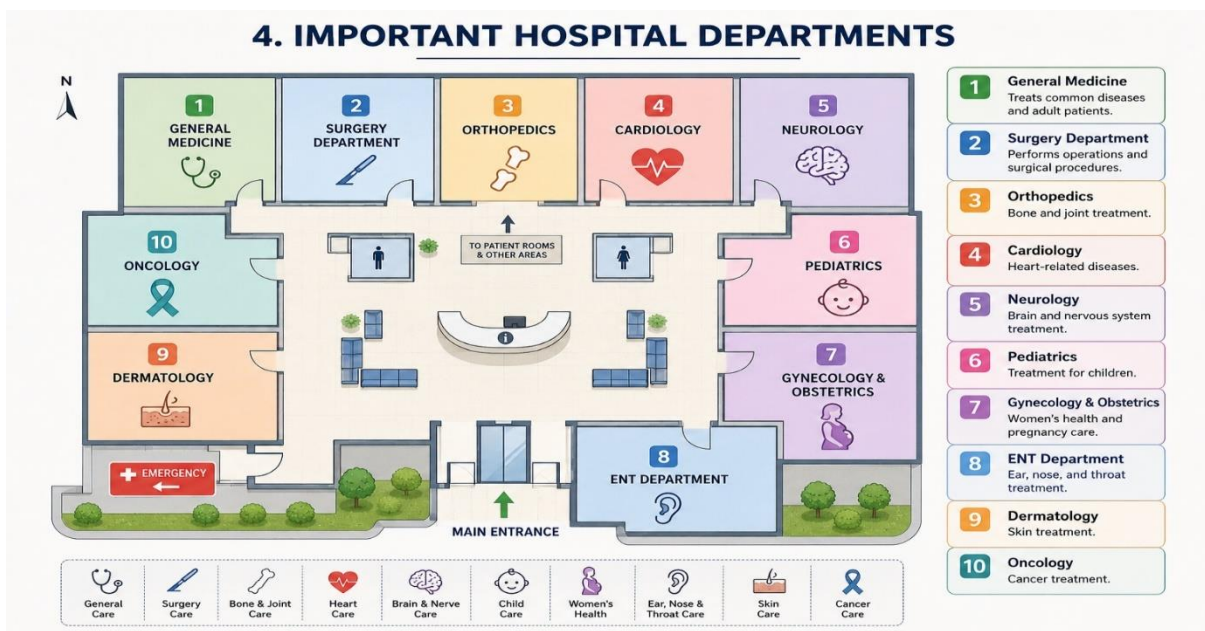 4. IMPORTANT HOSPITAL DEPARTMENTS
N
1
GENERAL
MEDICINE
2
SURGERY
DEPARTMENT
3
ORTHOPEDICS
4
CARDIOLOGY
5
NEUROLOGY
TO PATIENT ROOMS
& OTHER AREAS
10
ONCOLOGY
6
PEDIATRICS
9
DERMATOLOGY
i
7
GYNECOLOGY &
OBSTETRICS
EMERGENCY
8
ENT DEPARTMENT
MAIN ENTRANCE
1
General Medicine
Treats common diseases
and adult patients.
2
Surgery Department
Performs operations and
surgical procedures.
3
Orthopedics
Bone and joint treatment.
4
Cardiology
Heart-related diseases.
5
Neurology
Brain and nervous system
treatment.
6
Pediatrics
Treatment for children.
7
Gynecology & Obstetrics
Women's health and
pregnancy care.
8
ENT Department
Ear, nose, and throat
treatment.
9
Dermatology
Skin treatment.
10
Oncology
Cancer treatment.
General
Care
Surgery
Care
Bone & Joint
Care
Heart
Care
Brain & Nerve
Care
Child
Care
Women's
Health
Ear, Nose &
Throat Care
Skin
Care
Cancer
Care